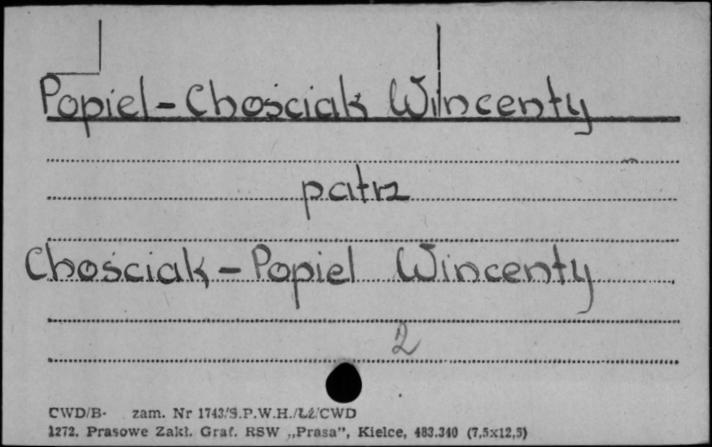 Popiel-Chościak Wincenty
patrz
Chościak-Popiel Wincenty
2
CWD/B- zam. Nr 1743/S.P.W.H./Lł/CWD
1272. Prasowe Zakł. Graf. RSW „Prasa”, Kielce, 483.340 (7,5x12,5)